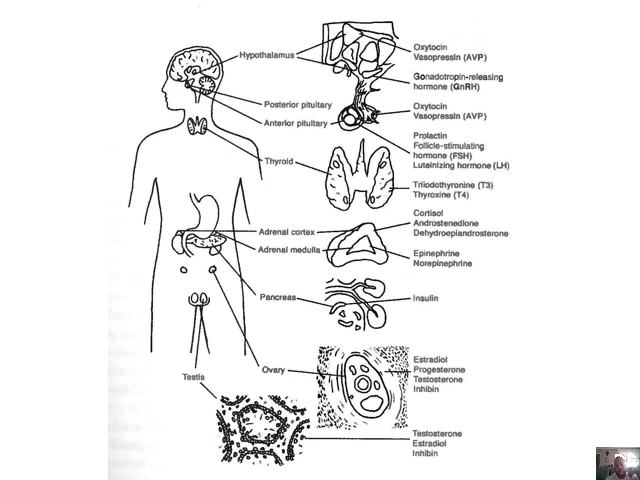 Hypothalamus
Posterior pituitary
Anterior pituitary
Thyroid
Adrenal cortex
Adrenal medulla
Pancreas
Testis
Ovary
Oxytocin
Vasopressin (AVP)
Gonadotropin-releasing
hormone (GnRH)
Oxytocin
Vasopressin (AVP)
Prolactin
Follicle-stimulating
hormone (FSH)
Luteinizing hormone (LH)
Triiodothyronine (T3)
Thyroxine (T4)
Cortisol
Androstenedione
Dehydroepiandrosterone
Epinephrine
Norepinephrine
Insulin
Estradiol
Progesterone
Testosterone
Inhibin
Testosterone
Estradiol
Inhibin